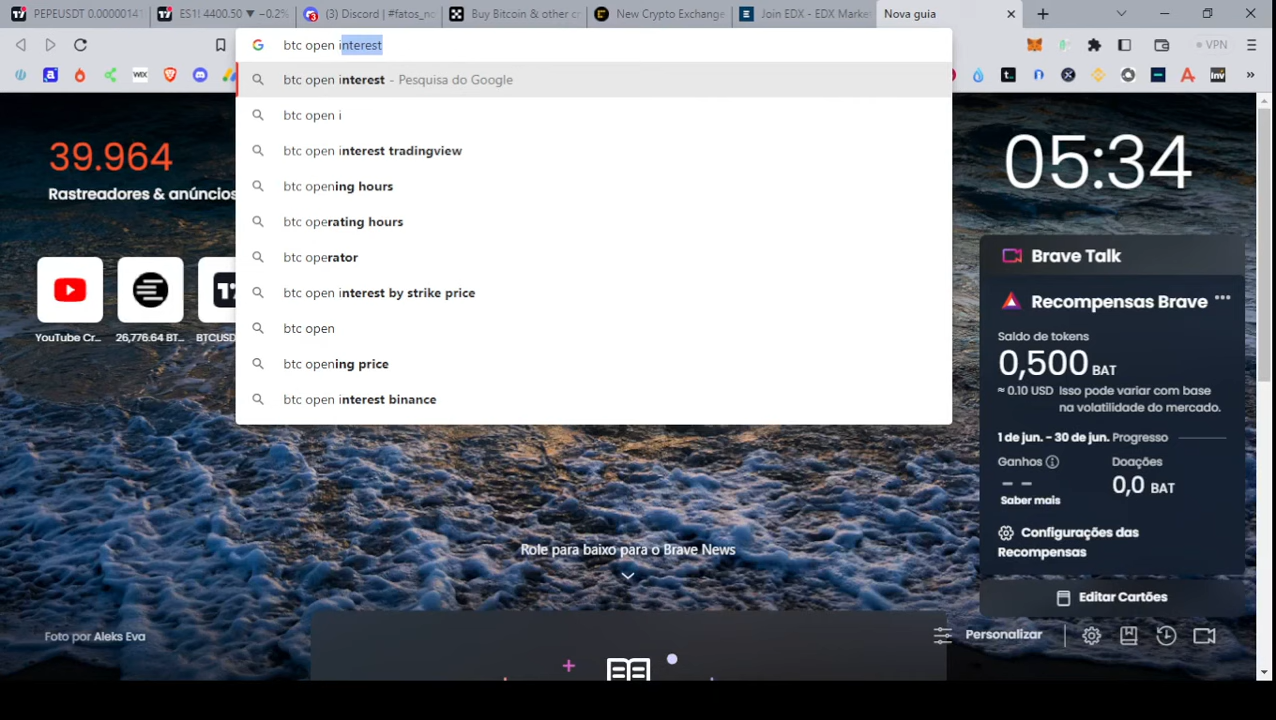 PEPEUSDT 0.00000141
ES1! 4400.50 ▼ −0.2%
Discord | #fatos_no
Buy Bitcoin & other cr
New Crypto Exchange
Join EDX - EDX Marke
Nova guia
btc open interest
VPN
btc open interest - Pesquisa do Google
btc open i
btc open interest tradingview
btc opening hours
btc operating hours
btc operator
btc open interest by strike price
btc open
btc opening price
btc open interest binance
39.964
Rastreadores & anúncios
YouTube Cr...
26,776.64 BT...
BTCUSD
05:34
Brave Talk
Recompensas Brave
Saldo de tokens
0,500 BAT
≈ 0.10 USD Isso pode variar com base
na volatilidade do mercado.
1 de jun. - 30 de jun. Progresso
Ganhos
Doações
– –
0,0 BAT
Saber mais
Configurações das
Recompensas
Editar Cartões
Role para baixo para o Brave News
Foto por Aleks Eva
Personalizar